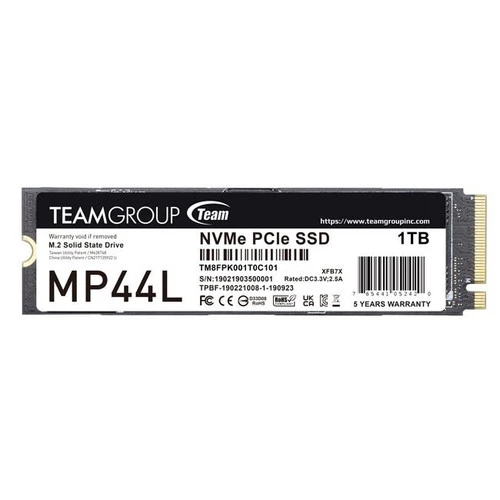 TEAMGROUP Team
https://www.teamgroupinc.com
Warranty void if removed
M.2 Solid State Drive
MP44L
NVMe PCIe SSD 1TB
TM8FPK001T0C101 XFB7X
S/N:19021903500001 Rated:DC3.3V;2.5A
TPBF-190221008-1-190923
5 YEARS WARRANTY